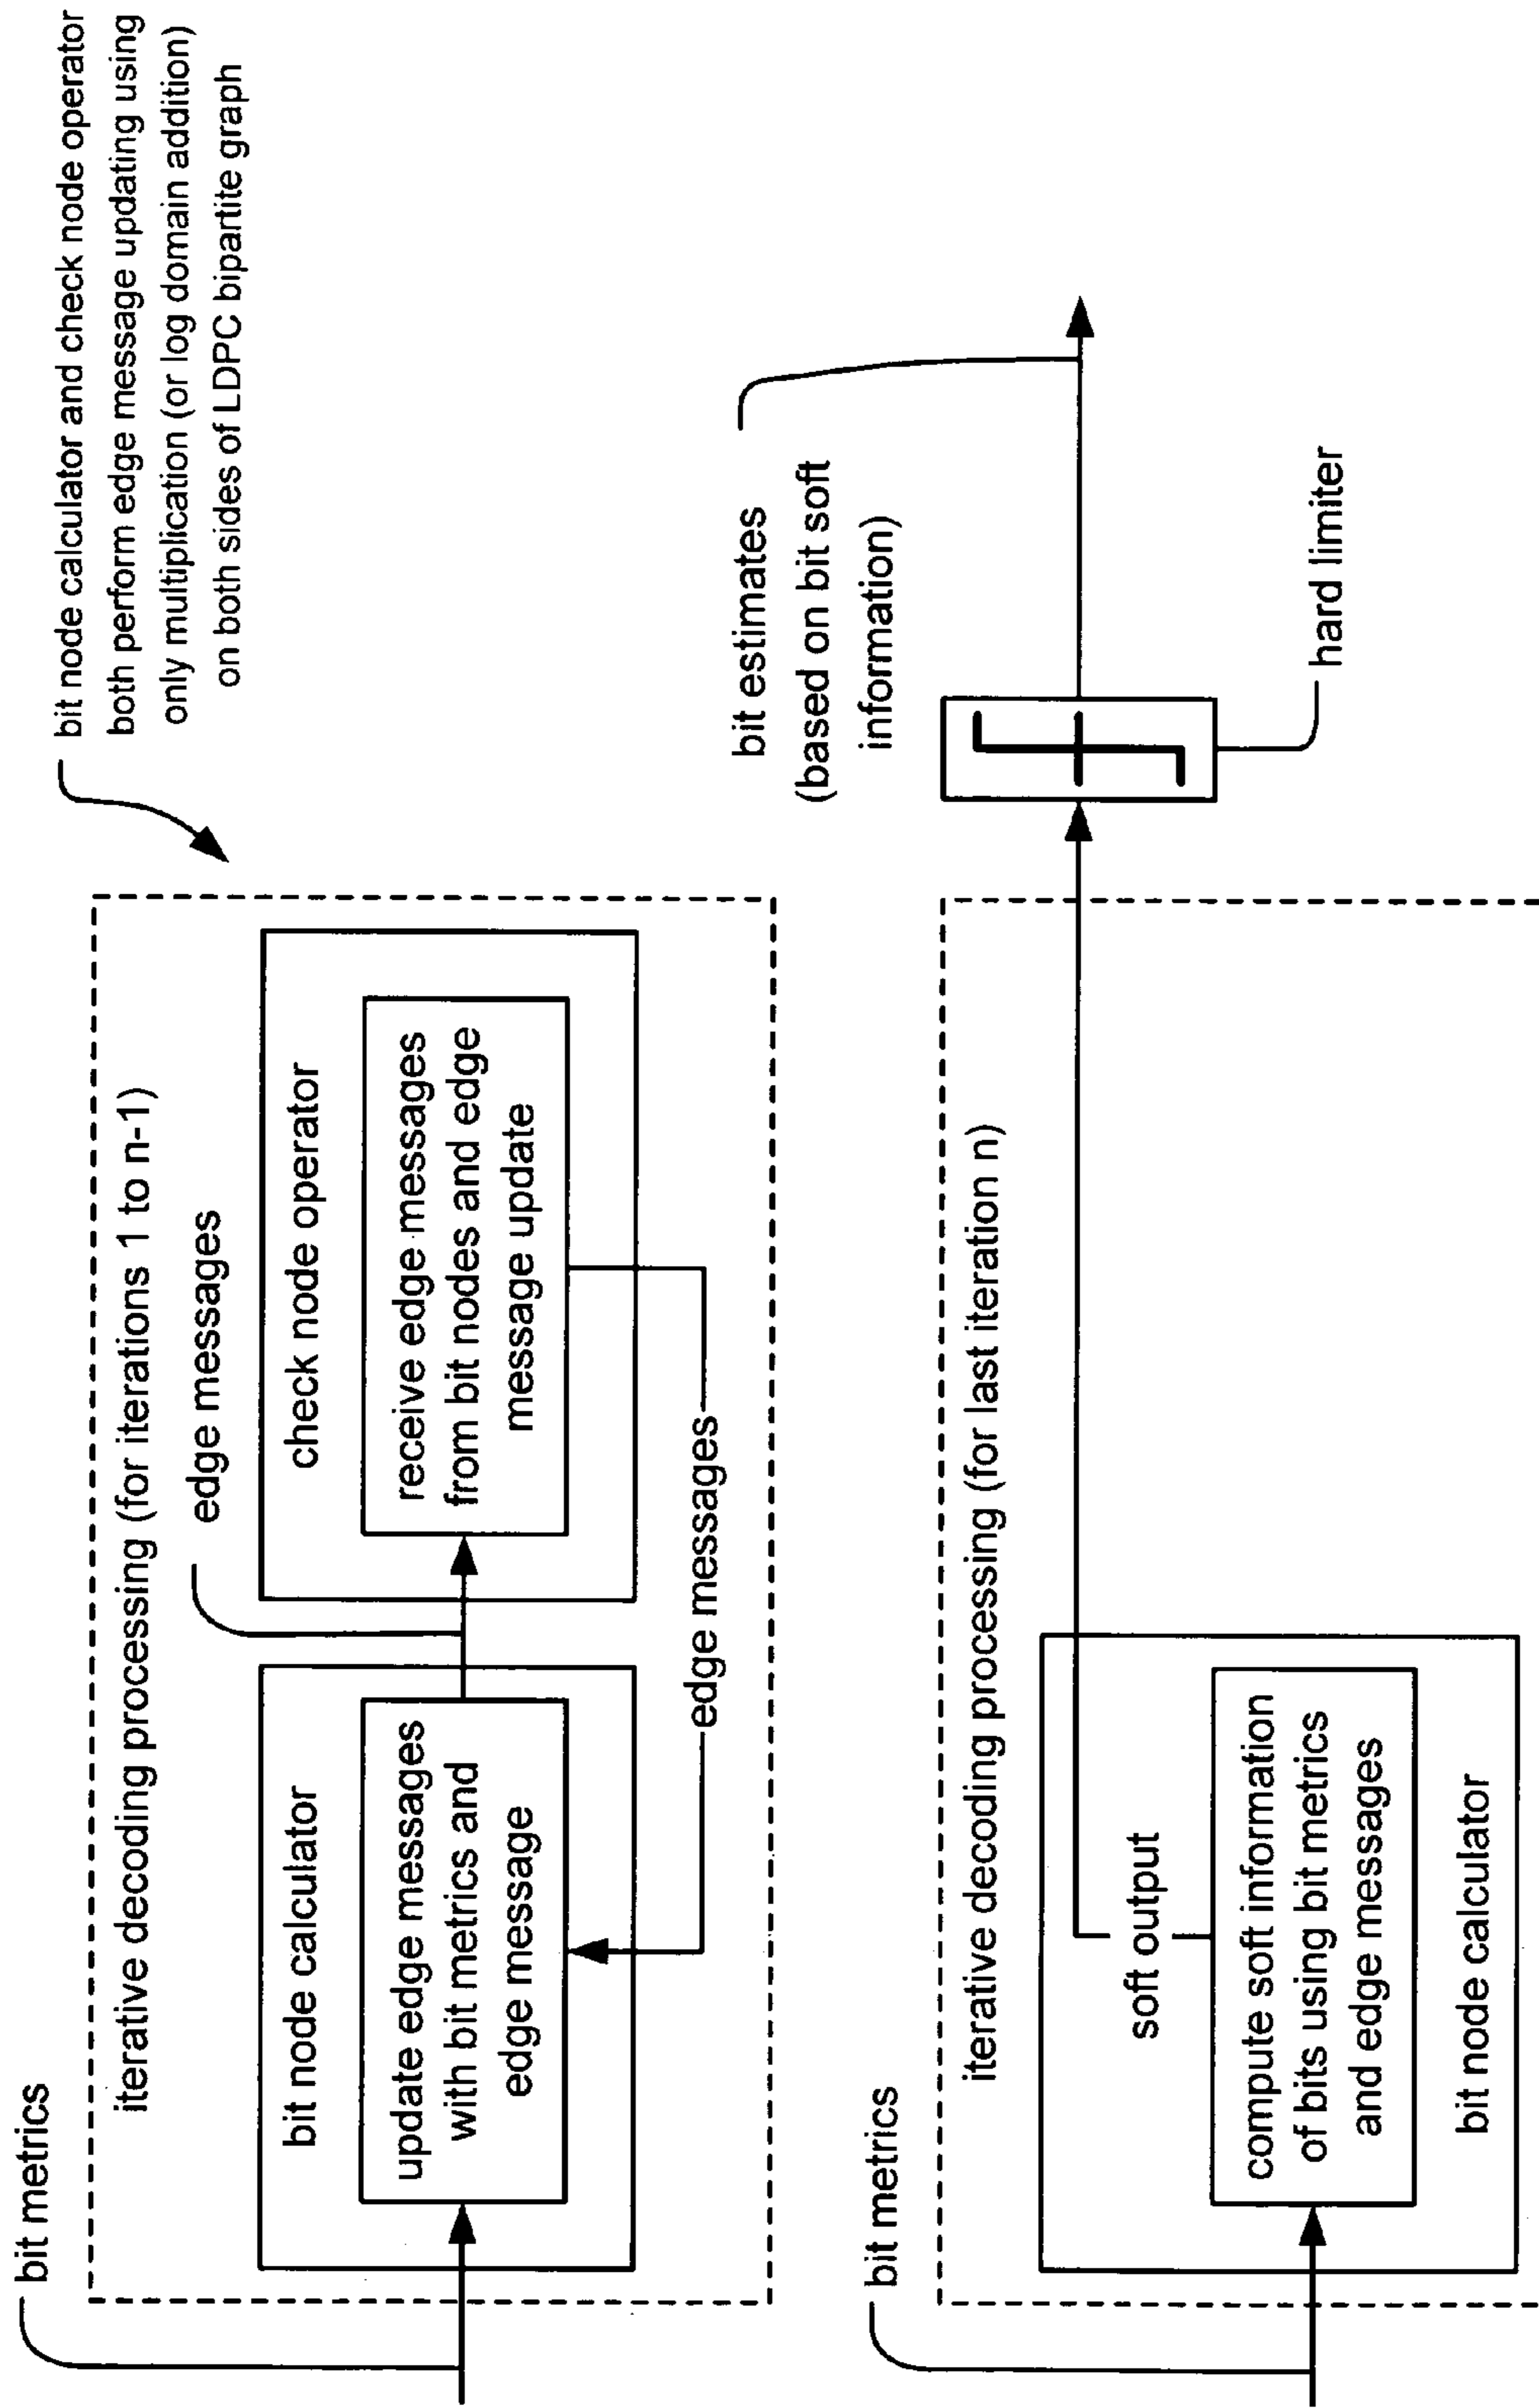 bit node calculator and check node operator
both perform edge message updating using
only multiplication (or log domain addition)
on both sides of LDPC bipartite graph
bit metrics
iterative decoding processing (for iterations 1 to n-1)
edge messages
bit node calculator
update edge messages
with bit metrics and
edge message
check node operator
receive edge messages
from bit nodes and edge
message update
edge messages
bit metrics
iterative decoding processing (for last iteration n)
soft output
compute soft information
of bits using bit metrics
and edge messages
bit node calculator
bit estimates
(based on bit soft
information)
hard limiter